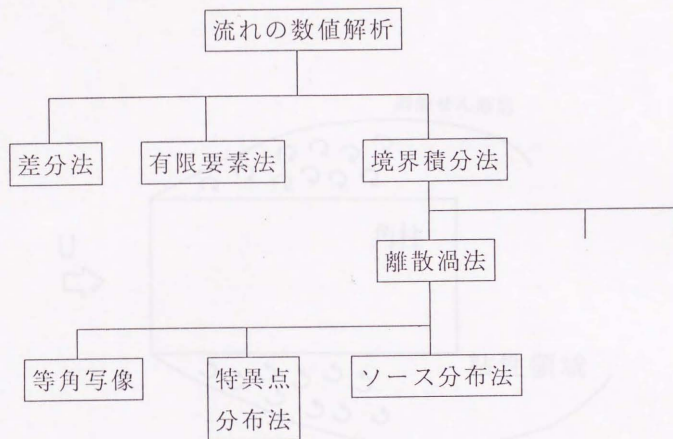 流れの数値解析
差分法
有限要素法
境界積分法
離散渦法
等角写像
特異点
分布法
ソース分布法